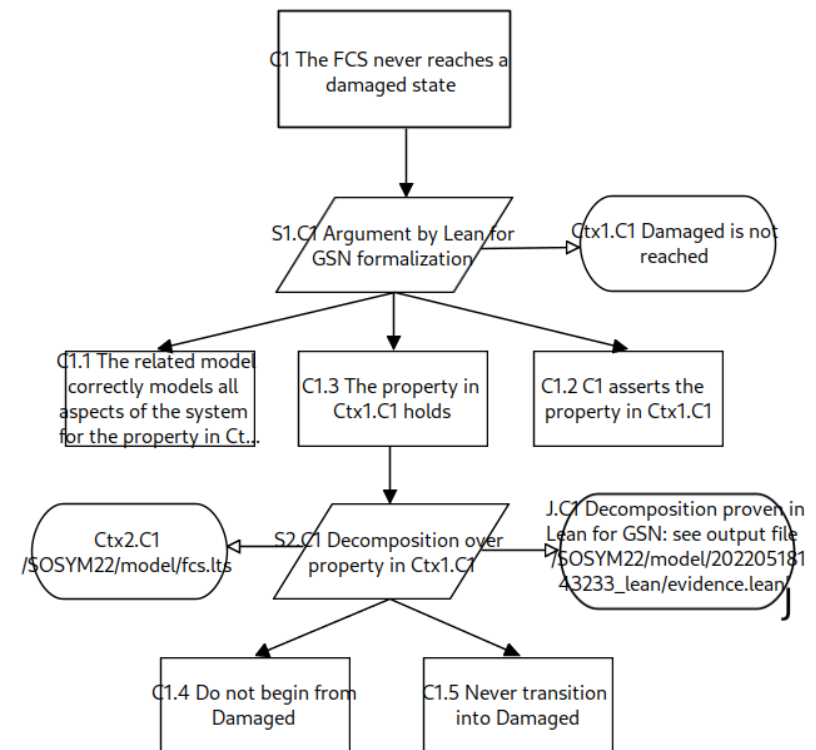 C1 The FCS never reaches a
damaged state
S1.C1 Argument by Lean for
GSN formalization
Ctx1.C1 Damaged is not
reached
C1.1 The related model
correctly models all
aspects of the system
for the property in Ct...
C1.3 The property in
Ctx1.C1 holds
C1.2 C1 asserts the
property in Ctx1.C1
Ctx2.C1
/SOSYM22/model/fcs.lts
S2.C1 Decomposition over
property in Ctx1.C1
J.C1 Decomposition proven in
Lean for GSN: see output file
'/SOSYM22/model/202205181
43233_lean/evidence.lean'
J
C1.4 Do not begin from
Damaged
C1.5 Never transition
into Damaged